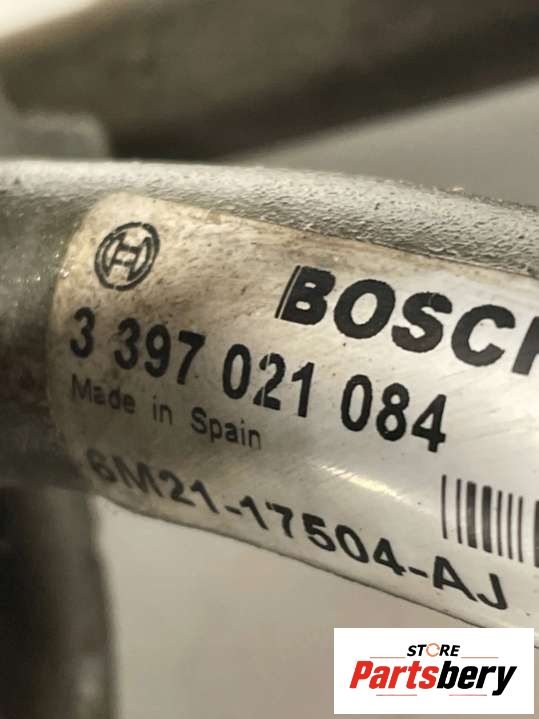 BOSCH
3 397 021 084
Made in Spain
6M21-17504-AJ
STORE
Partsbery